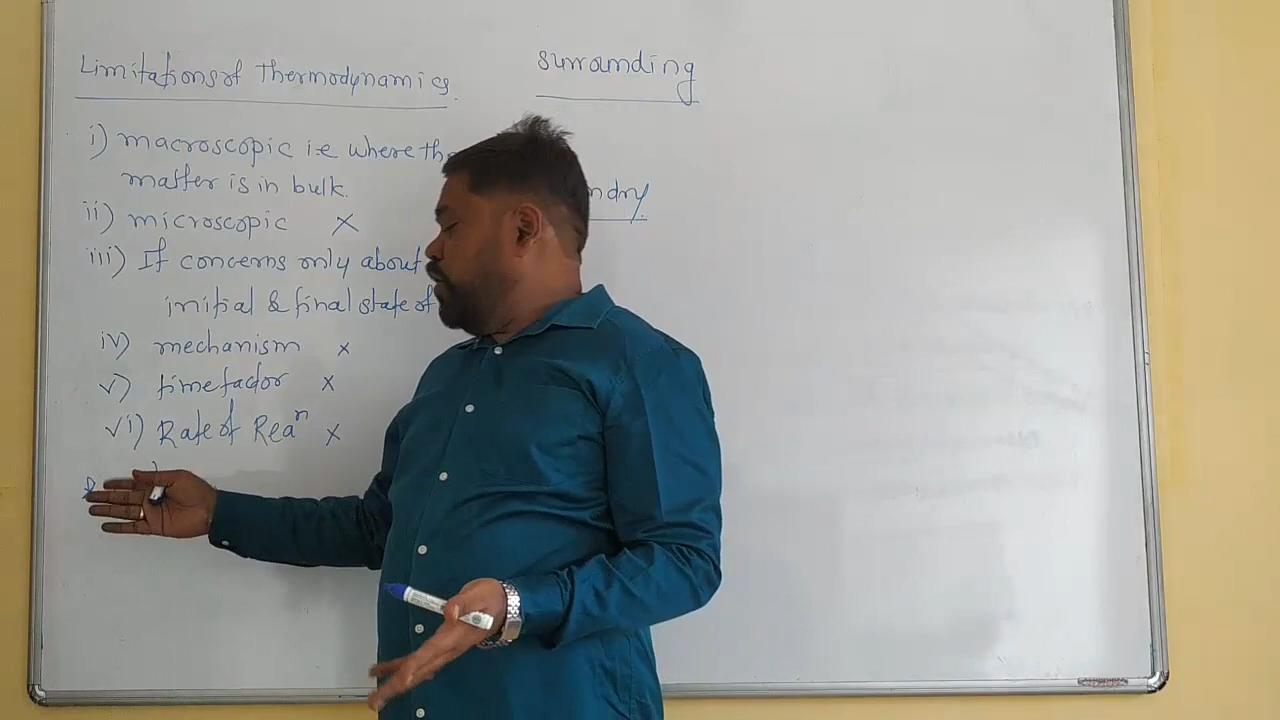 Limitations of Thermodynamics.
i) macroscopic i.e where the
matter is in bulk.
ii) microscopic ×
iii) It concerns only about
initial & final state of
iv) mechanism ×
v) time factor ×
vi) Rate of Reaⁿ ×
surrounding
ndry.